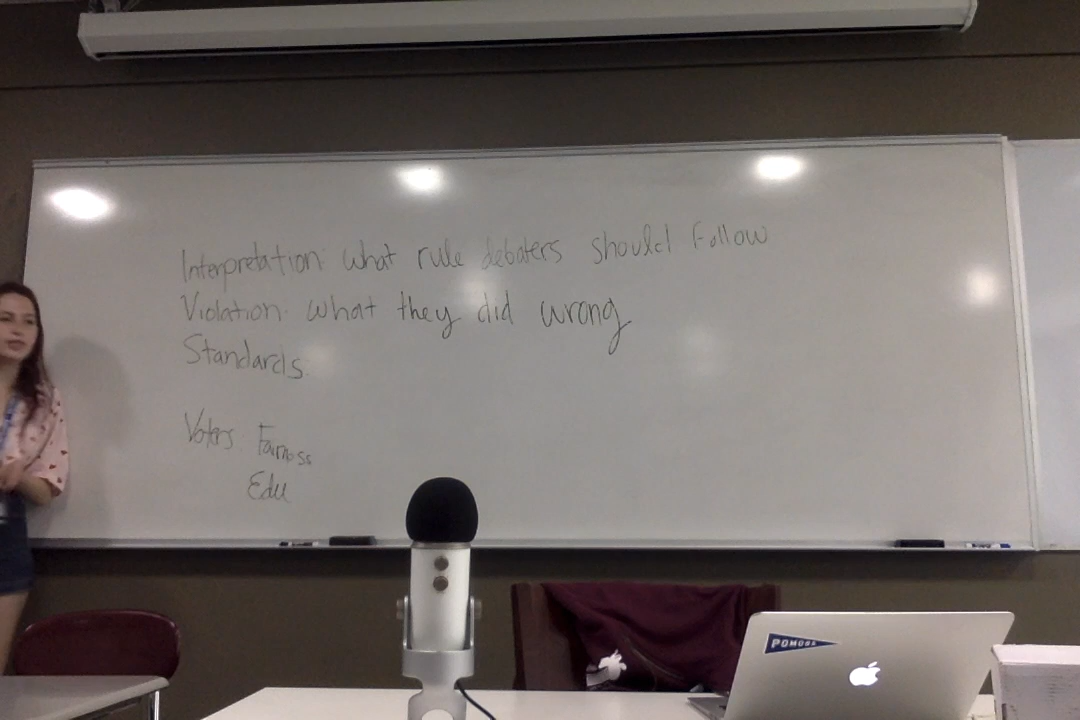 Interpretation: What rule debaters should follow
Violation: what they did wrong
Standards:
Voters: Fairness
Edu
POMONA